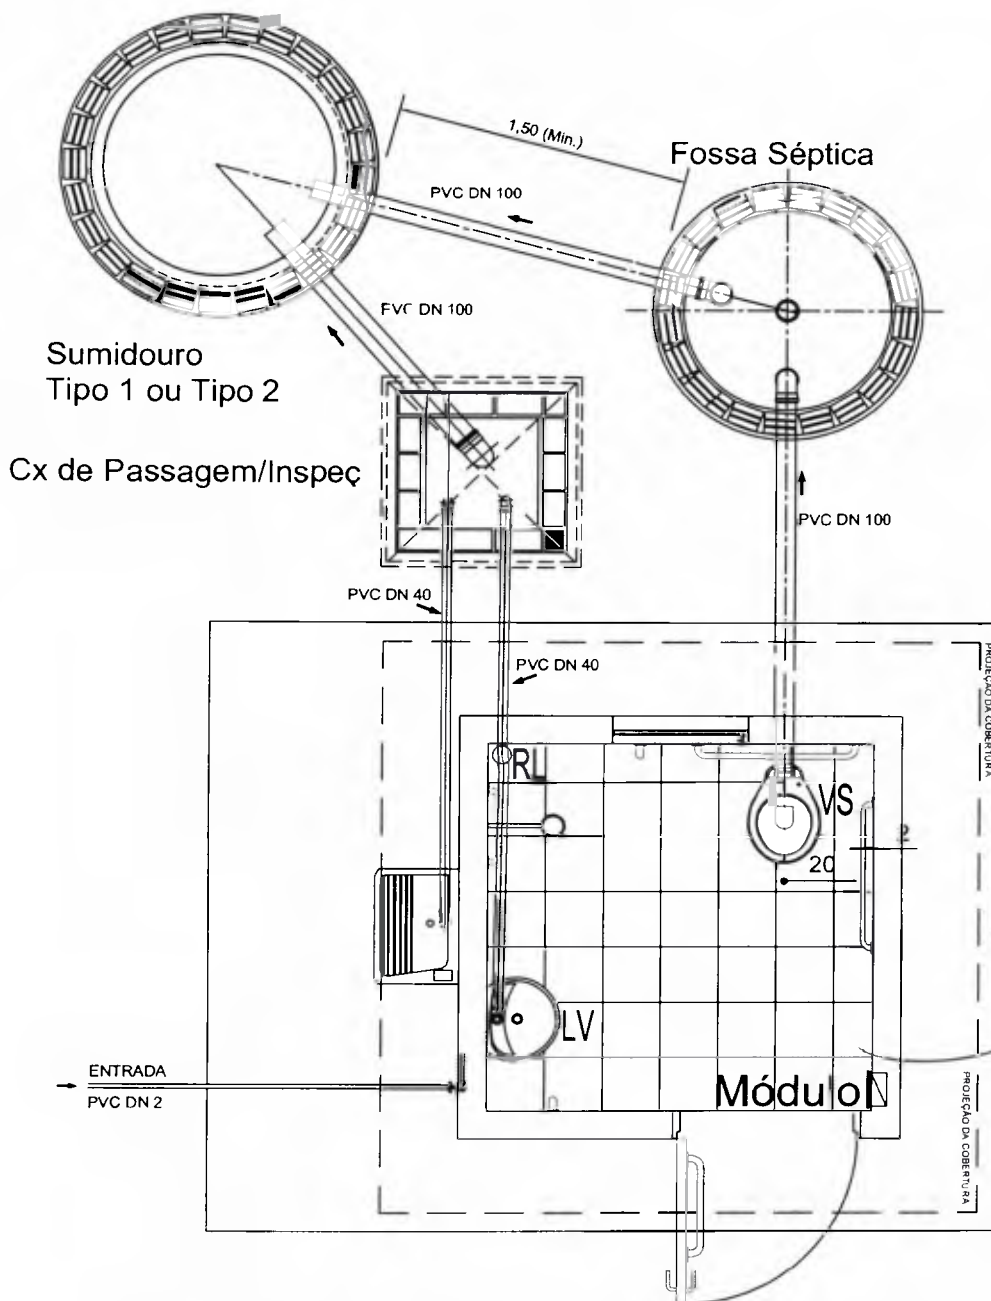 1,50 (Min.)
Fossa Séptica
PVC DN 100
PVC DN 100
Sumidouro
Tipo 1 ou Tipo 2
Cx de Passagem/Inspeç
PVC DN 100
PVC DN 40
PVC DN 40
PROJEÇÃO DA COBERTURA
VS
20
LV
ENTRADA
PVC DN 2
Módulo
PROJEÇÃO DA COBERTURA